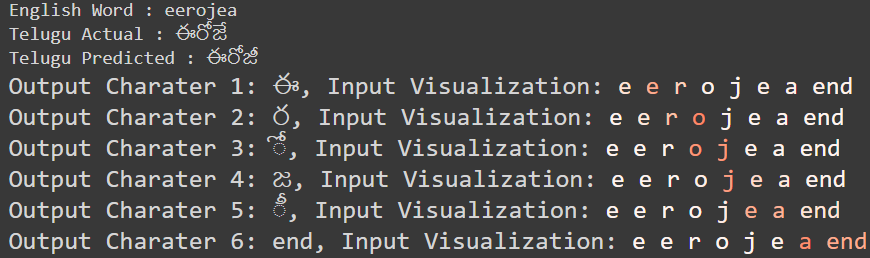 English Word : eerojea
Telugu Actual : ఈరోజే
Telugu Predicted : ఈరోజీ
Output Charater 1: ఈ, Input Visualization: e e r o j e a end
Output Charater 2: ర, Input Visualization: e e r o j e a end
Output Charater 3: ో, Input Visualization: e e r o j e a end
Output Charater 4: జ, Input Visualization: e e r o j e a end
Output Charater 5: ీ, Input Visualization: e e r o j e a end
Output Charater 6: end, Input Visualization: e e r o j e a end